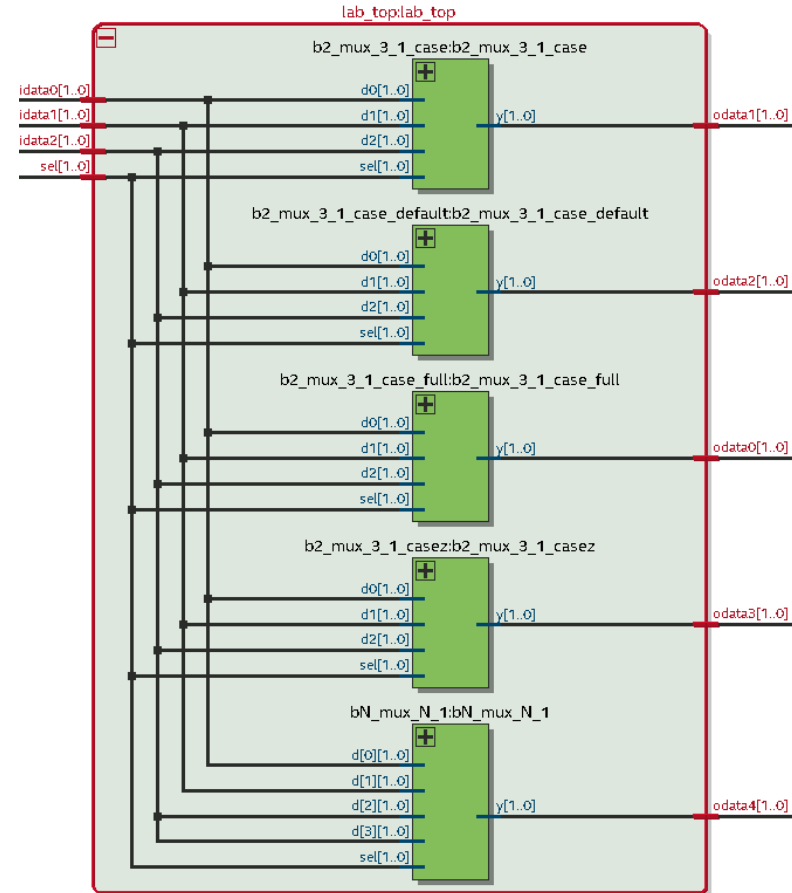 lab_top:lab_top
b2_mux_3_1_case:b2_mux_3_1_case
idata0[1..0]
idata1[1..0]
idata2[1..0]
sel[1..0]
d0[1..0]
d1[1..0]
d2[1..0]
sel[1..0]
y[1..0]
odata1[1..0]
b2_mux_3_1_case_default:b2_mux_3_1_case_default
d0[1..0]
d1[1..0]
d2[1..0]
sel[1..0]
y[1..0]
odata2[1..0]
b2_mux_3_1_case_full:b2_mux_3_1_case_full
d0[1..0]
d1[1..0]
d2[1..0]
sel[1..0]
y[1..0]
odata0[1..0]
b2_mux_3_1_casez:b2_mux_3_1_casez
d0[1..0]
d1[1..0]
d2[1..0]
sel[1..0]
y[1..0]
odata3[1..0]
bN_mux_N_1:bN_mux_N_1
d[0][1..0]
d[1][1..0]
d[2][1..0]
d[3][1..0]
sel[1..0]
y[1..0]
odata4[1..0]